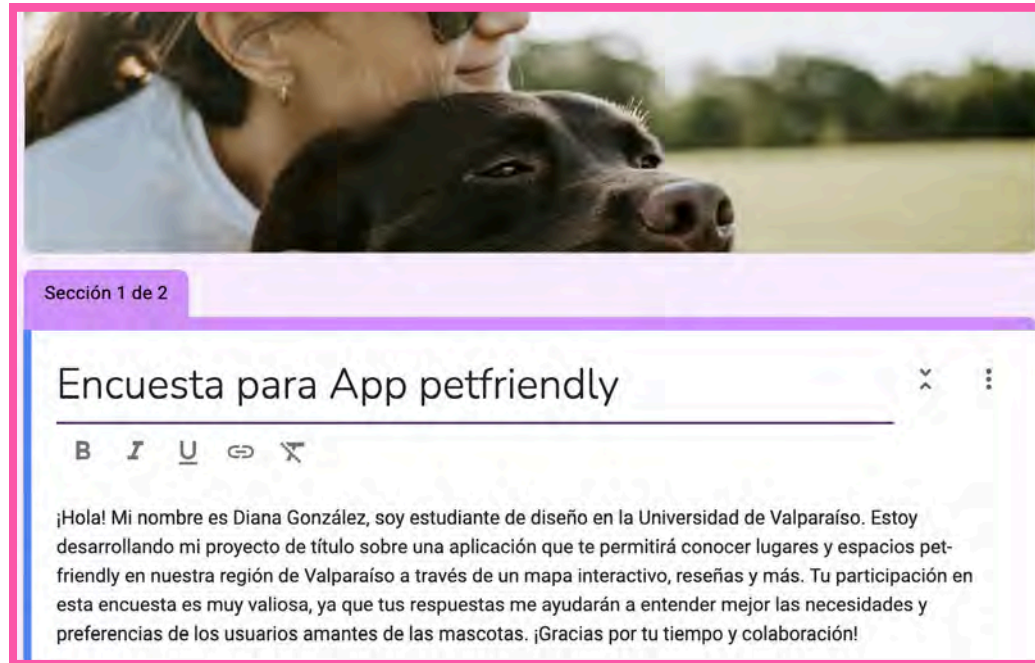 Sección 1 de 2
Encuesta para App petfriendly
B I U
¡Hola! Mi nombre es Diana González, soy estudiante de diseño en la Universidad de Valparaíso. Estoy
desarrollando mi proyecto de título sobre una aplicación que te permitirá conocer lugares y espacios pet-
friendly en nuestra región de Valparaíso a través de un mapa interactivo, reseñas y más. Tu participación en
esta encuesta es muy valiosa, ya que tus respuestas me ayudarán a entender mejor las necesidades y
preferencias de los usuarios amantes de las mascotas. ¡Gracias por tu tiempo y colaboración!